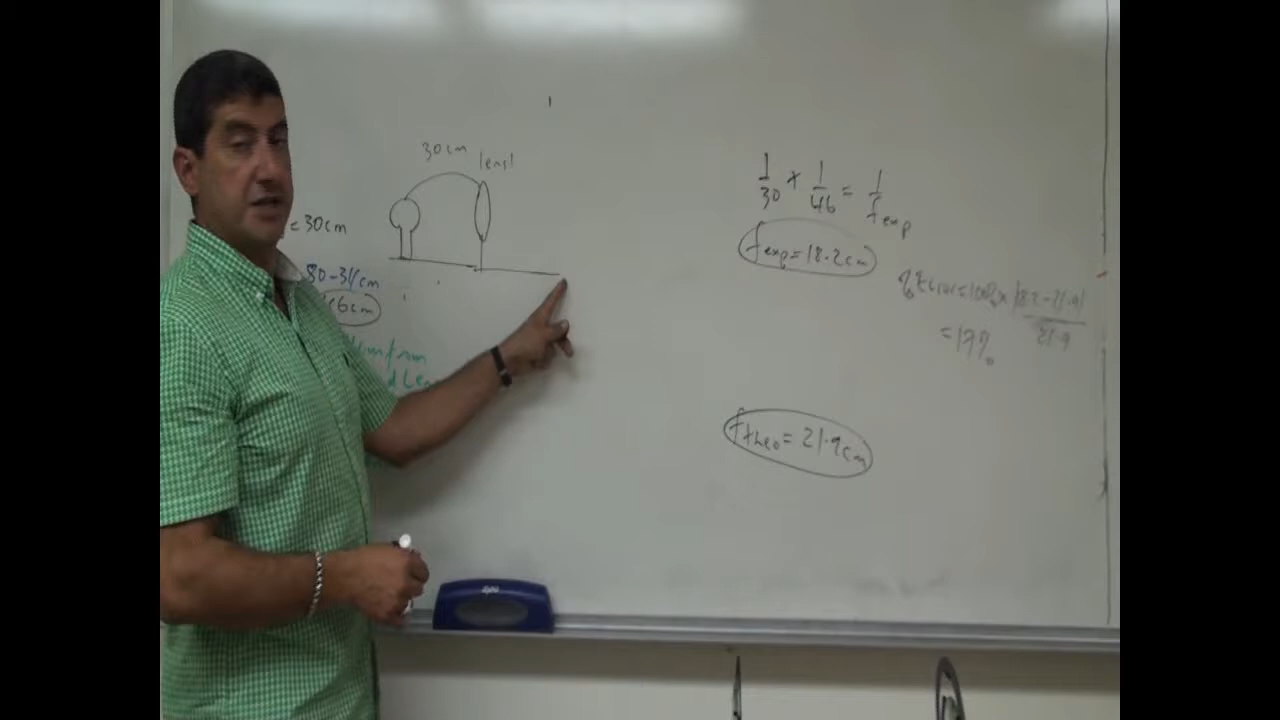 30cm
lens
= 30cm
80-34cm
46cm
1/30 + 1/46 = 1/f exp
f exp = 18.2cm
% Error = 100% x |18.2-21.9|/21.9
= 17%
f theo = 21.9cm
expo